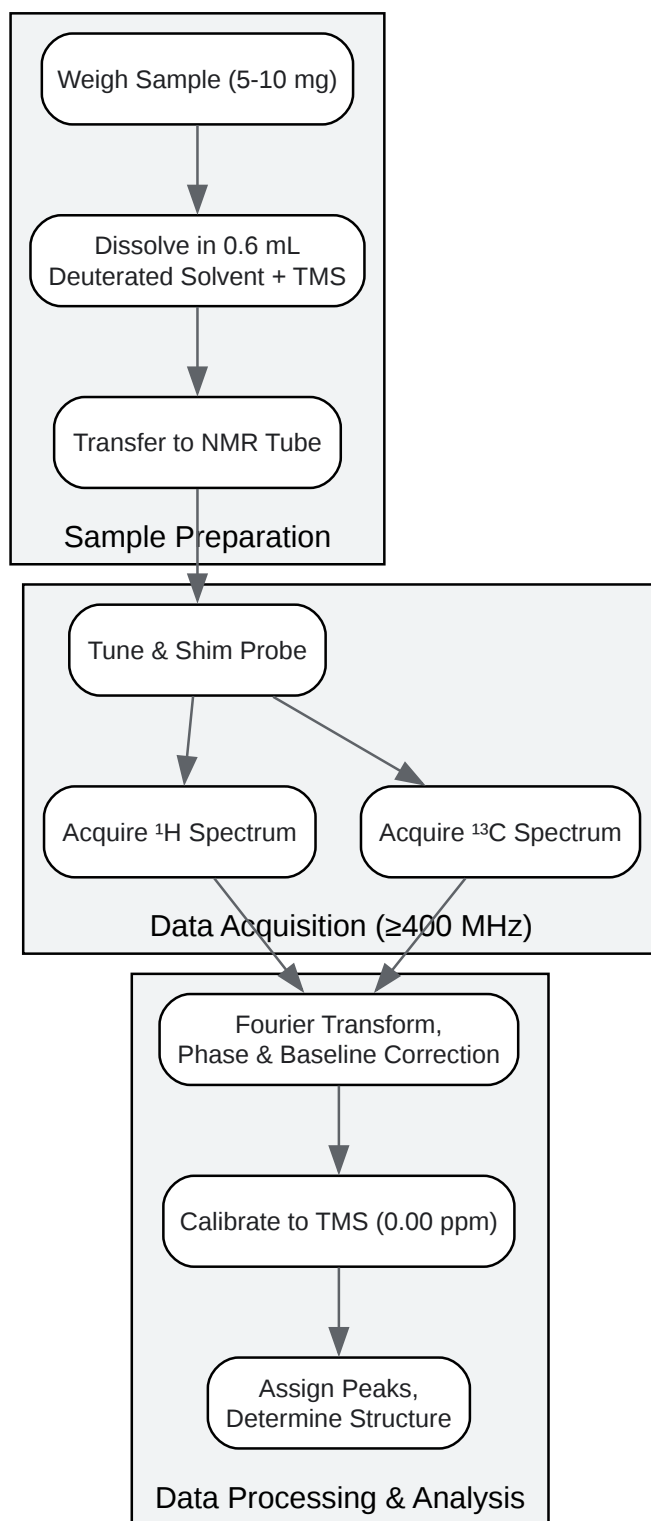 Weigh Sample (5-10 mg)
Dissolve in 0.6 mL
Deuterated Solvent + TMS
Transfer to NMR Tube
Sample Preparation
Tune & Shim Probe
Acquire ¹H Spectrum
Acquire ¹³C Spectrum
Data Acquisition (≥400 MHz)
Fourier Transform,
Phase & Baseline Correction
Calibrate to TMS (0.00 ppm)
Assign Peaks,
Determine Structure
Data Processing & Analysis